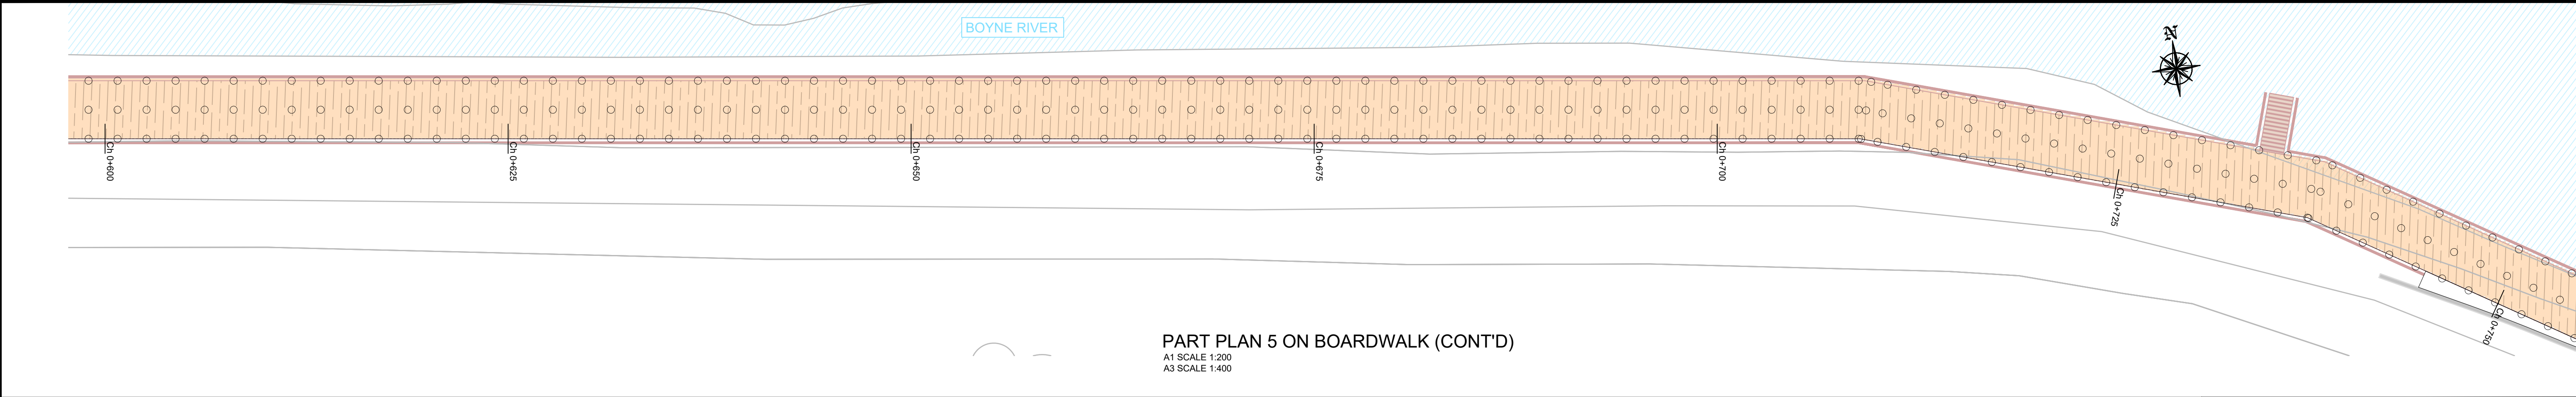 BOYNE RIVER
N
Ch 0+600
Ch 0+625
Ch 0+650
Ch 0+675
Ch 0+700
Ch 0+725
Ch 0+750
PART PLAN 5 ON BOARDWALK (CONT'D)
A1 SCALE 1:200
A3 SCALE 1:400